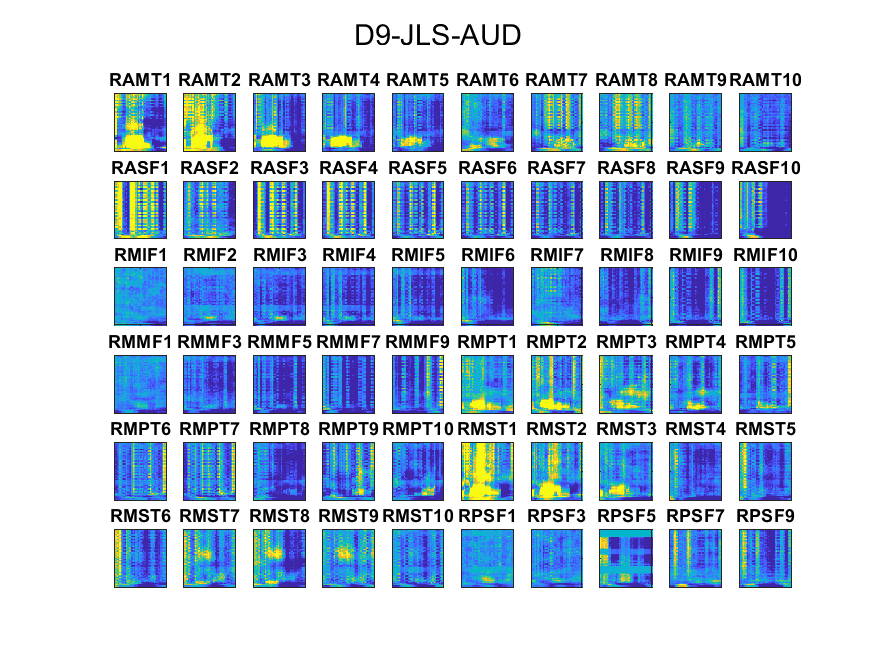 D9-JLS-AUD
RAMT1 RAMT2 RAMT3 RAMT4 RAMT5 RAMT6 RAMT7 RAMT8 RAMT9 RAMT10
RASF1 RASF2 RASF3 RASF4 RASF5 RASF6 RASF7 RASF8 RASF9 RASF10
RMIF1 RMIF2 RMIF3 RMIF4 RMIF5 RMIF6 RMIF7 RMIF8 RMIF9 RMIF10
RMMF1 RMMF3 RMMF5 RMMF7 RMMF9 RMPT1 RMPT2 RMPT3 RMPT4 RMPT5
RMPT6 RMPT7 RMPT8 RMPT9 RMPT10 RMST1 RMST2 RMST3 RMST4 RMST5
RMST6 RMST7 RMST8 RMST9 RMST10 RPSF1 RPSF3 RPSF5 RPSF7 RPSF9